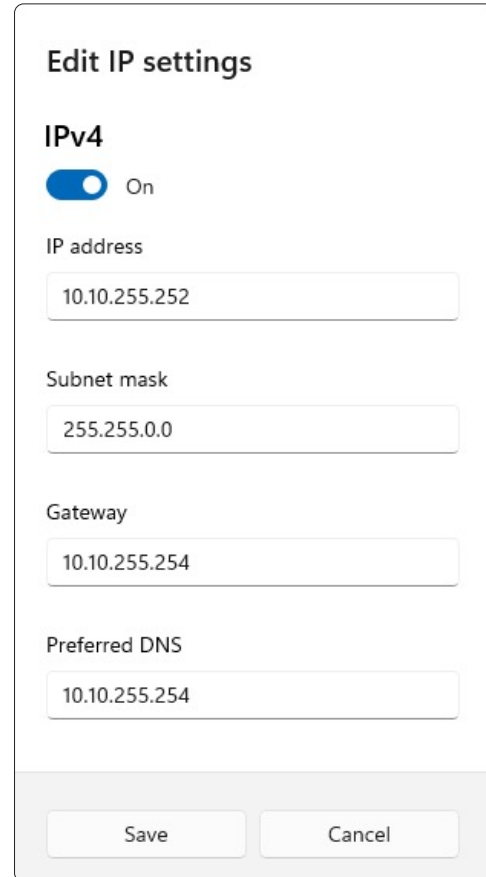 Edit IP settings
IPv4
On
IP address
10.10.255.252
Subnet mask
255.255.0.0
Gateway
10.10.255.254
Preferred DNS
10.10.255.254
Save Cancel